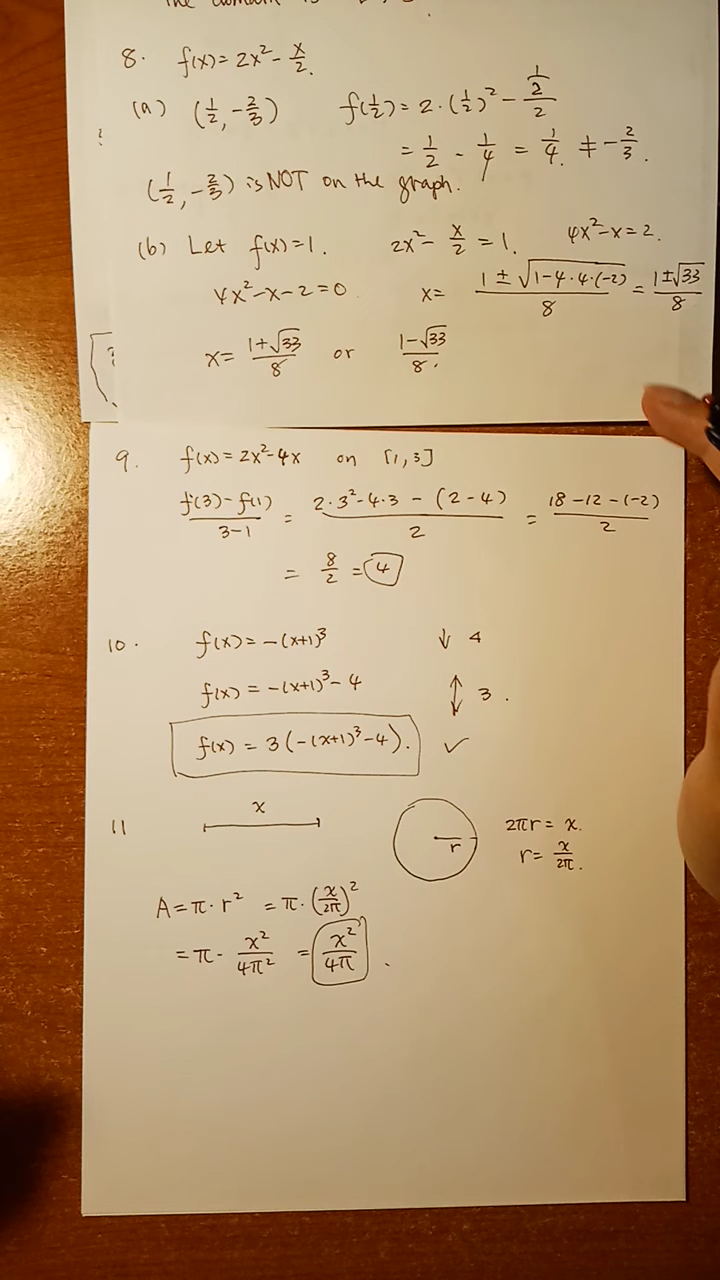 the domain is
8. f(x) = 2x² - x/2.
(a) (1/2, -2/3) f(1/2) = 2·(1/2)² - (1/2)/2
= 1/2 - 1/4 = 1/4. ≠ -2/3.
(1/2, -2/3) is NOT on the graph.
(b) Let f(x) = 1. 2x² - x/2 = 1. 4x² - x = 2.
4x² - x - 2 = 0 x = (1 ± √(1-4·4·(-2)))/8 = (1±√33)/8
x = (1+√33)/8 or (1-√33)/8.
9. f(x) = 2x² - 4x on [1, 3]
(f(3) - f(1))/(3-1) = (2·3² - 4·3 - (2-4))/2 = (18 - 12 - (-2))/2
= 8/2 = 4
10. f(x) = -(x+1)³ ↓ 4
f(x) = -(x+1)³ - 4 ↕ 3.
f(x) = 3(-(x+1)³ - 4). ✓
11 x r 2πr = x.
r = x/2π.
A = π·r² = π·(x/2π)²
= π· x²/4π² = x²/4π.